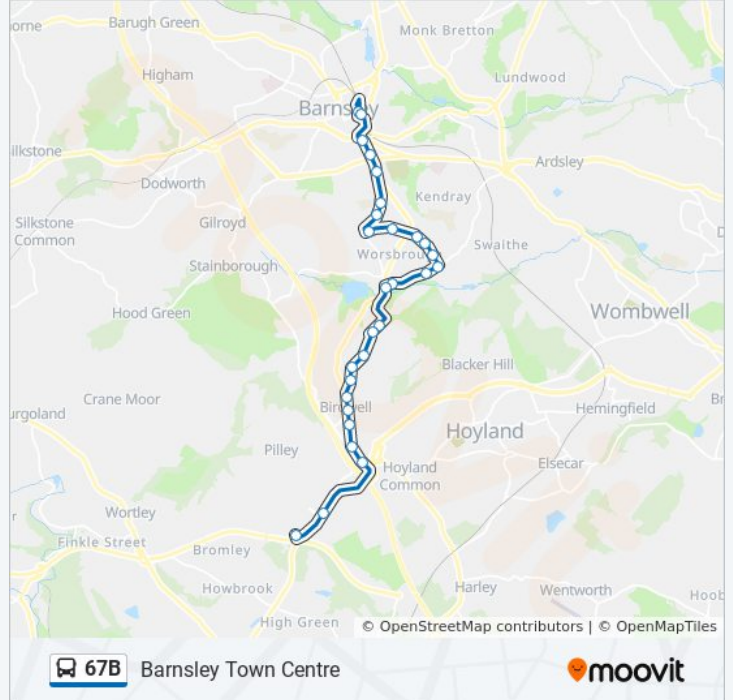 orne
Barugh Green
Monk Bretton
Higham
Lundwood
Barnsley
ilkstone
Ardsley
Dodworth
Kendray
Silkstone
Common
Gilroyd
Swaithe
Stainborough
Worsbrou
Hood Green
Wombwell
Blacker Hill
Crane Moor
Birdwell
Hemingfield
Br
urgoland
Hoyland
Pilley
Elsecar
Hoyland
Common
Wortley
Finkle Street
Bromley
Howbrook
Harley
Wentworth
Hoob
High Green
© OpenStreetMap contributors | © OpenMapTiles
67B Barnsley Town Centre
moovit